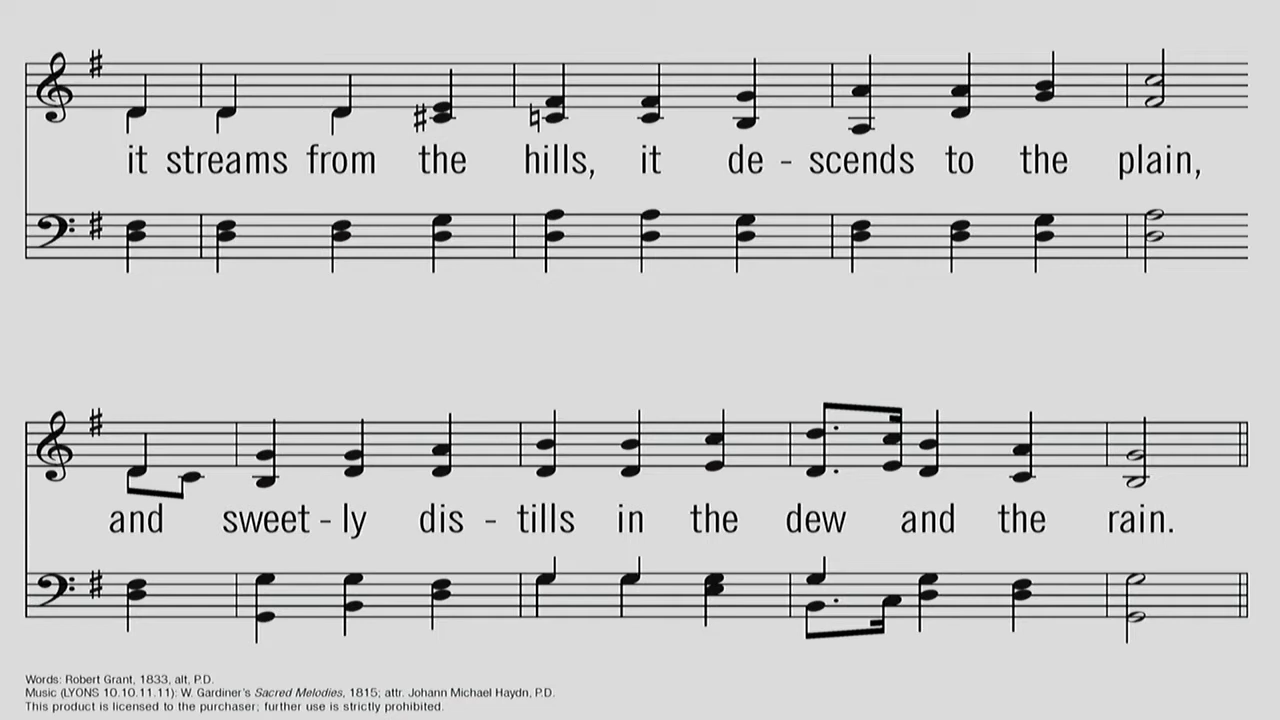 it streams from the hills, it de - scends to the plain,
and sweet - ly dis - tills in the dew and the rain.
Words: Robert Grant, 1833, alt, P.D.
Music (LYONS 10.10.11.11): W. Gardiner's Sacred Melodies, 1815; attr. Johann Michael Haydn, P.D.
This product is licensed to the purchaser; further use is strictly prohibited.